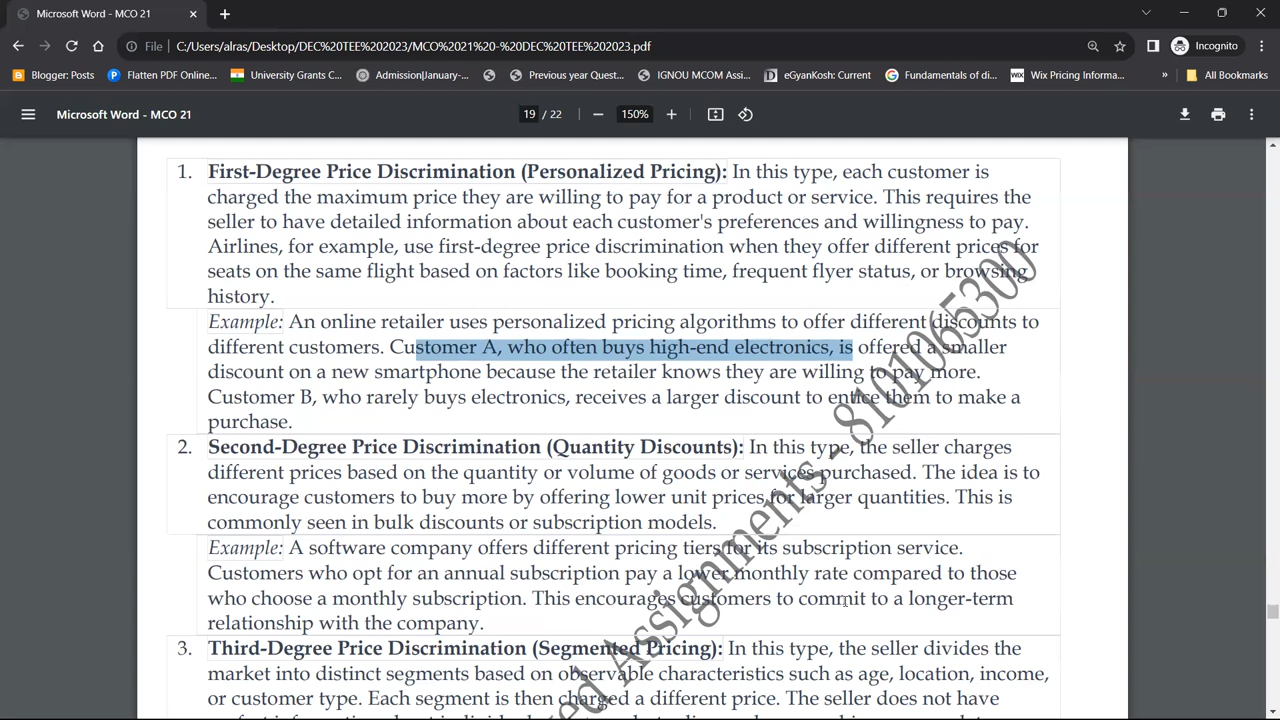 Microsoft Word - MCO 21
File
C:/Users/alras/Desktop/DEC%20TEE%202023/MCO%2021%20-%20DEC%20TEE%202023.pdf
Incognito
Blogger: Posts
Flatten PDF Online...
University Grants C...
Admission|January-...
Previous year Quest...
IGNOU MCOM Assi...
eGyanKosh: Current
Fundamentals of di...
Wix Pricing Informa...
»
All Bookmarks
Microsoft Word - MCO 21
19 / 22
150%
1. First-Degree Price Discrimination (Personalized Pricing): In this type, each customer is
charged the maximum price they are willing to pay for a product or service. This requires the
seller to have detailed information about each customer's preferences and willingness to pay.
Airlines, for example, use first-degree price discrimination when they offer different prices for
seats on the same flight based on factors like booking time, frequent flyer status, or browsing
history.
Example: An online retailer uses personalized pricing algorithms to offer different discounts to
different customers. Customer A, who often buys high-end electronics, is offered a smaller
discount on a new smartphone because the retailer knows they are willing to pay more.
Customer B, who rarely buys electronics, receives a larger discount to entice them to make a
purchase.
2. Second-Degree Price Discrimination (Quantity Discounts): In this type, the seller charges
different prices based on the quantity or volume of goods or services purchased. The idea is to
encourage customers to buy more by offering lower unit prices for larger quantities. This is
commonly seen in bulk discounts or subscription models.
Example: A software company offers different pricing tiers for its subscription service.
Customers who opt for an annual subscription pay a lower monthly rate compared to those
who choose a monthly subscription. This encourages customers to commit to a longer-term
relationship with the company.
3. Third-Degree Price Discrimination (Segmented Pricing): In this type, the seller divides the
market into distinct segments based on observable characteristics such as age, location, income,
or customer type. Each segment is then charged a different price. The seller does not have
Assignments - 8101065300